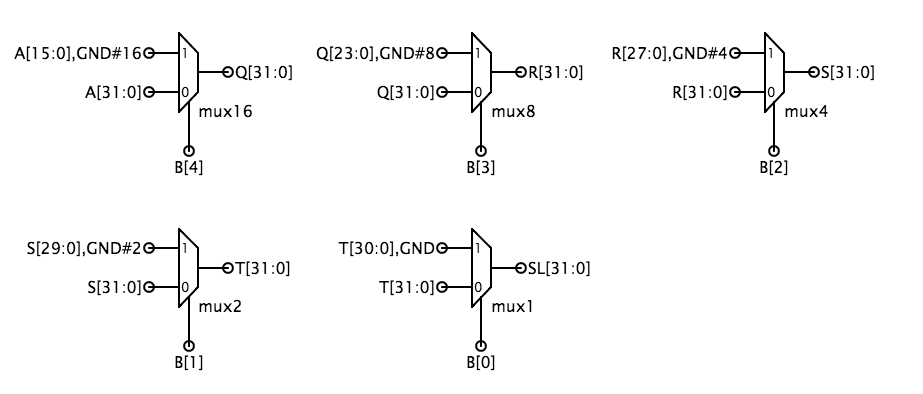 A[15:0],GND#16 1 Q[31:0]
A[31:0] 0
mux16
B[4]
Q[23:0],GND#8 1 R[31:0]
Q[31:0] 0
mux8
B[3]
R[27:0],GND#4 1 S[31:0]
R[31:0] 0
mux4
B[2]
S[29:0],GND#2 1 T[31:0]
S[31:0] 0
mux2
B[1]
T[30:0],GND 1 SL[31:0]
T[31:0] 0
mux1
B[0]